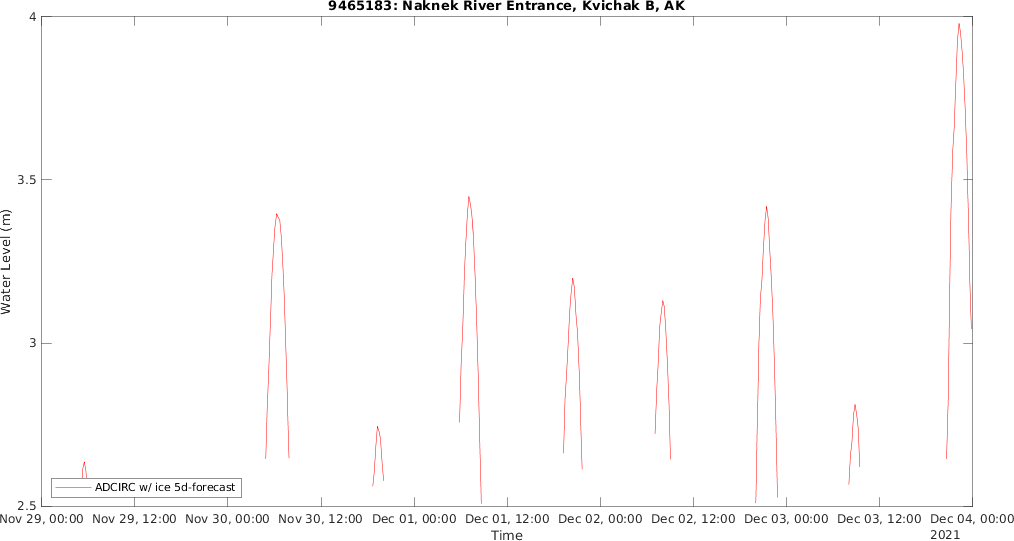 9465183: Naknek River Entrance, Kvichak B, AK
4
3.5
3
2.5
Water Level (m)
ADCIRC w/ ice 5d-forecast
Nov 29, 00:00 Nov 29, 12:00 Nov 30, 00:00 Nov 30, 12:00 Dec 01, 00:00 Dec 01, 12:00 Dec 02, 00:00 Dec 02, 12:00 Dec 03, 00:00 Dec 03, 12:00 Dec 04, 00:00
Time
2021